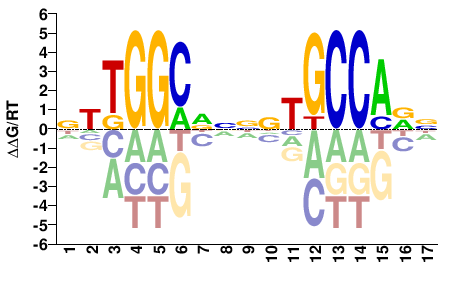 6
5
4
3
2
1
0
-1
-2
-3
-4
-5
-6
ΔΔG/RT
G T T G G C A C G G T G C C A G G
A G G A C C A
A C G A A T C A A C A T C A T C A
G A C C G C G A G G G
T T C T T
1 2 3 4 5 6 7 8 9 10 11 12 13 14 15 16 17